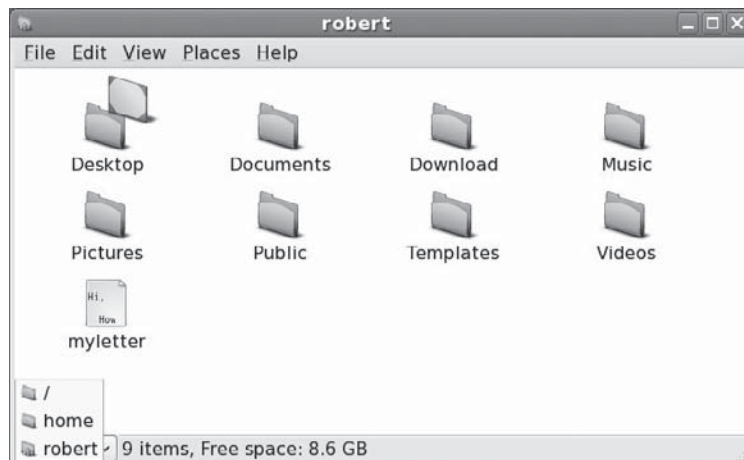 robert
File Edit View Places Help
Desktop Documents Download Music
Pictures Public Templates Videos
Hi,
How
myletter
/
home
robert 9 items, Free space: 8.6 GB